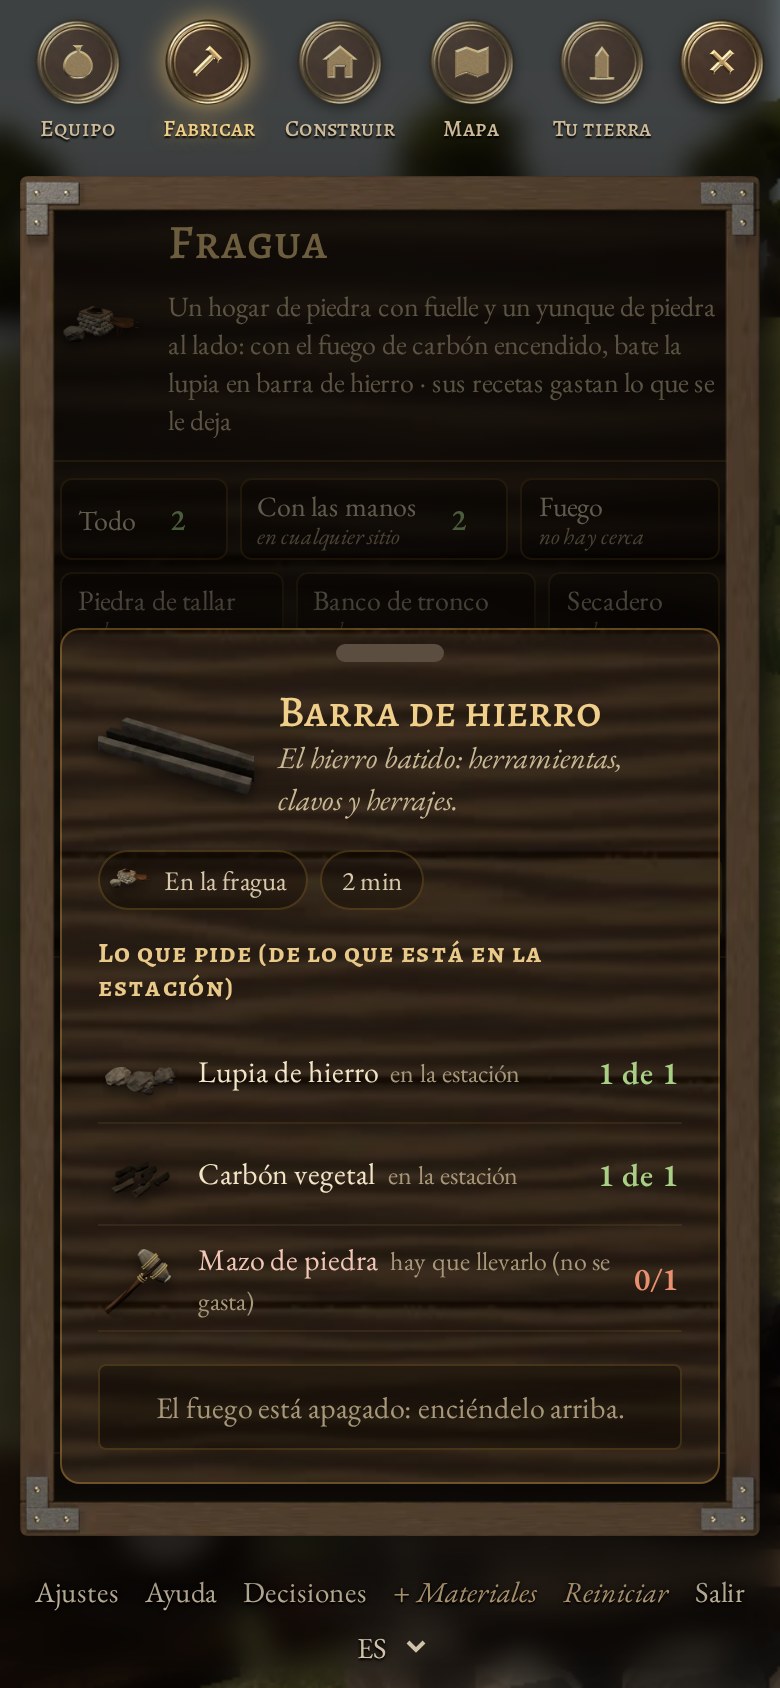 Equipo
Fabricar
Construir
Mapa
Tu tierra
Fragua
Un hogar de piedra con fuelle y un yunque de piedra
al lado: con el fuego de carbón encendido, bate la
lupia en barra de hierro · sus recetas gastan lo que se
le deja
Todo 2
Con las manos 2
en cualquier sitio
Fuego
no hay cerca
Piedra de tallar
Banco de tronco
Secadero
Barra de hierro
El hierro batido: herramientas,
clavos y herrajes.
En la fragua
2 min
Lo que pide (de lo que está en la
estación)
Lupia de hierro en la estación 1 de 1
Carbón vegetal en la estación 1 de 1
Mazo de piedra hay que llevarlo (no se
gasta) 0/1
El fuego está apagado: enciéndelo arriba.
Ajustes Ayuda Decisiones + Materiales Reiniciar Salir
ES